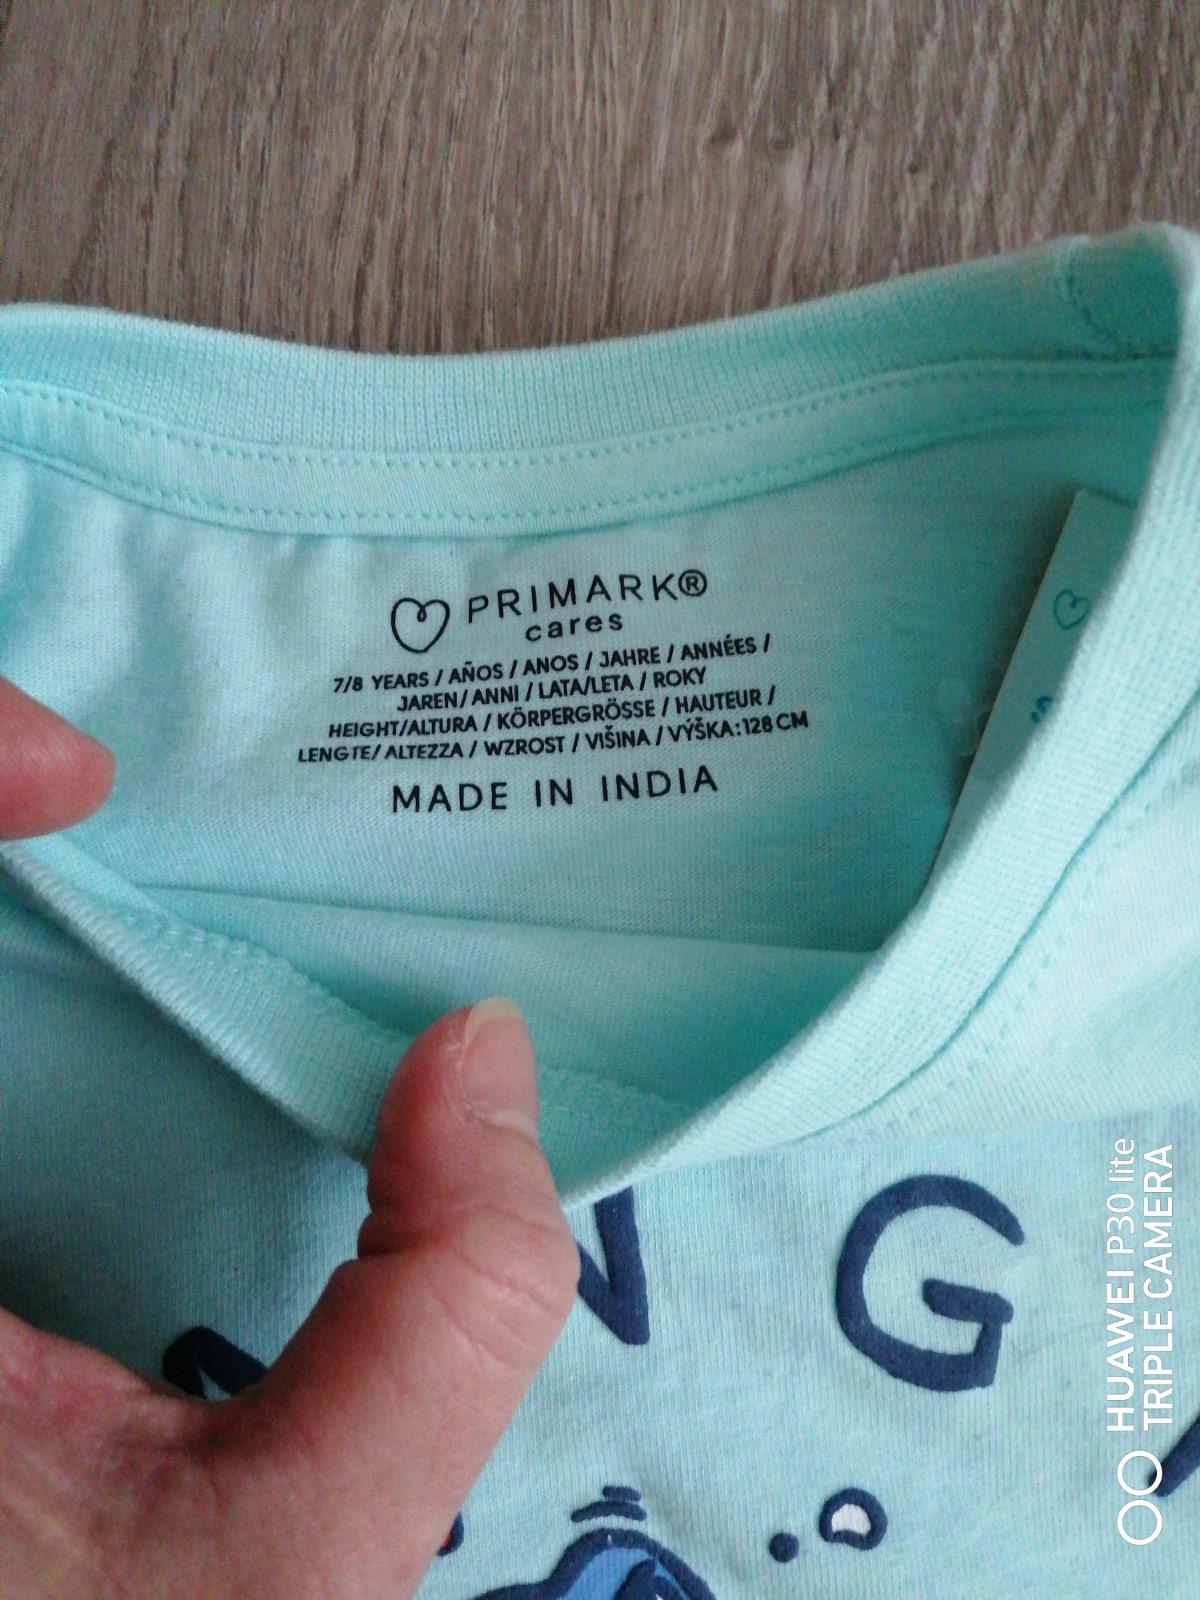 PRIMARK®
cares
7/8 YEARS / AÑOS / ANOS / JAHRE / ANNÉES /
JAREN/ ANNI / LATA/LETA / ROKY
HEIGHT/ALTURA / KÖRPERGRÖSSE / HAUTEUR /
LENGTE/ ALTEZZA / WZROST / VIŠINA / VÝŠKA:128 CM
MADE IN INDIA
G
HUAWEI P30 lite
TRIPLE CAMERA